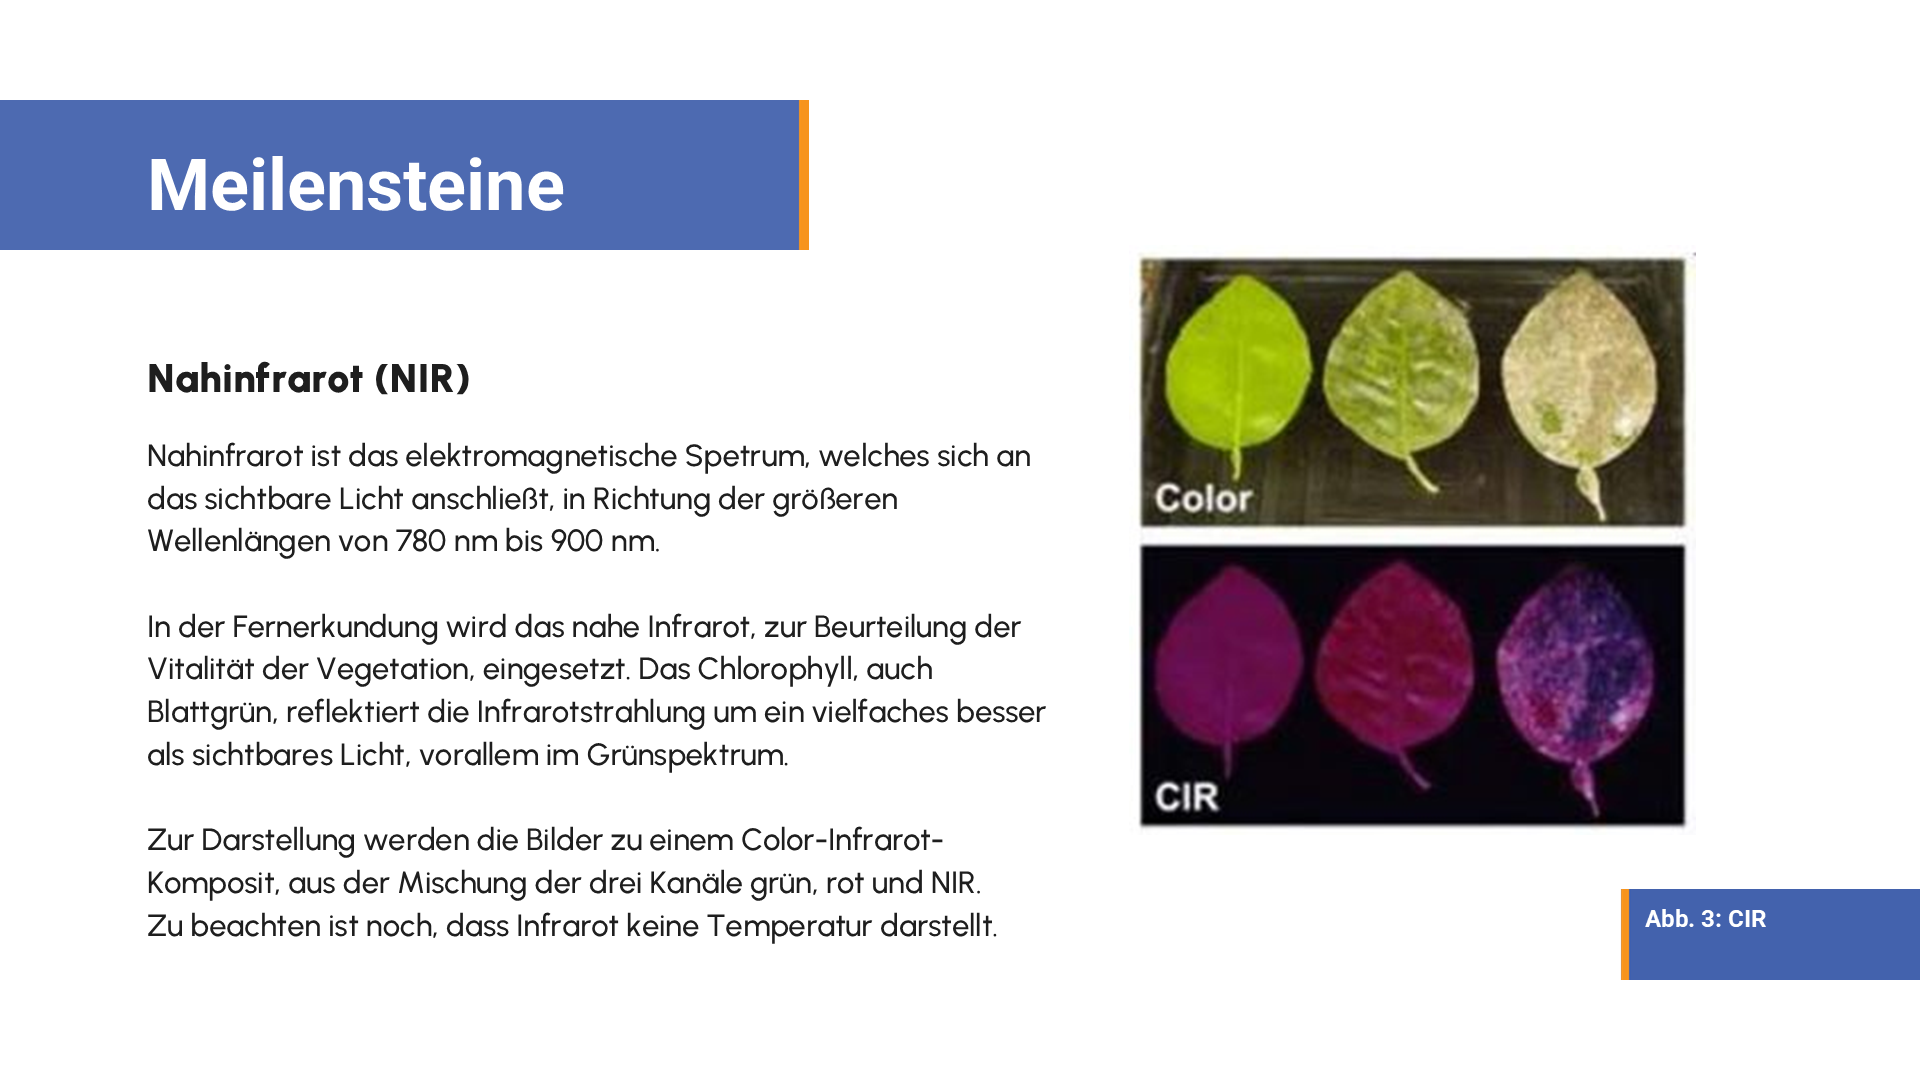 Meilensteine
Nahinfrarot (NIR)
Nahinfrarot ist das elektromagnetische Spetrum, welches sich an
das sichtbare Licht anschließt, in Richtung der größeren
Wellenlängen von 780 nm bis 900 nm.
In der Fernerkundung wird das nahe Infrarot, zur Beurteilung der
Vitalität der Vegetation, eingesetzt. Das Chlorophyll, auch
Blattgrün, reflektiert die Infrarotstrahlung um ein vielfaches besser
als sichtbares Licht, vorallem im Grünspektrum.
Zur Darstellung werden die Bilder zu einem Color-Infrarot-
Komposit, aus der Mischung der drei Kanäle grün, rot und NIR.
Zu beachten ist noch, dass Infrarot keine Temperatur darstellt.
Color
CIR
Abb. 3: CIR